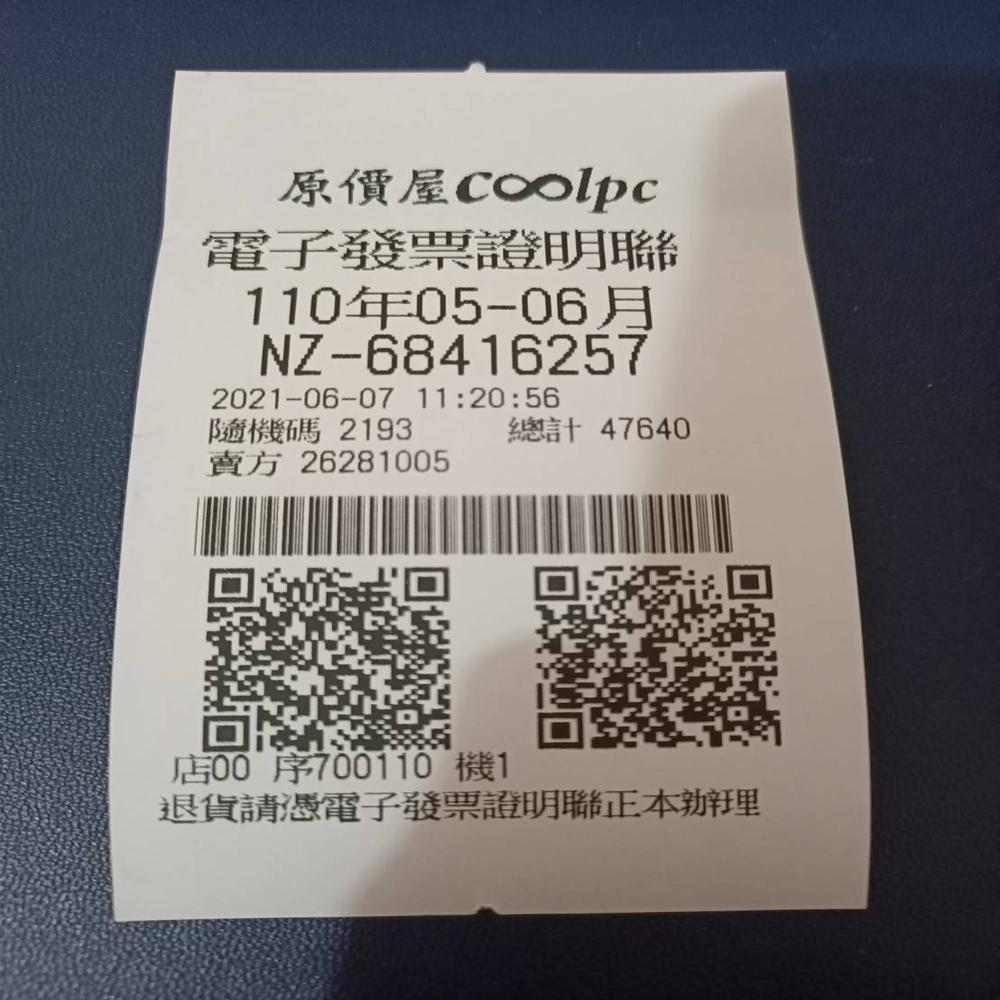 原價屋coolpc
電子發票證明聯
110年05-06月
NZ-68416257
2021-06-07 11:20:56
隨機碼 2193 總計 47640
賣方 26281005
店00 序700110 機1
退貨請憑電子發票證明聯正本辦理